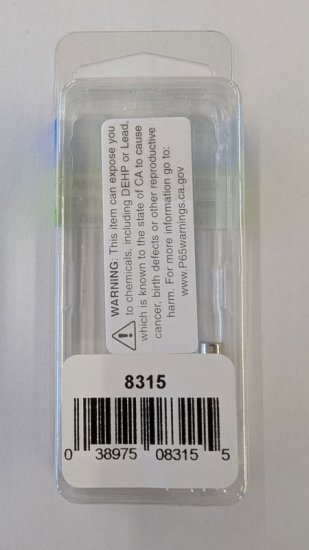 WARNING: This item can expose you
to chemicals, including DEHP or Lead,
which is known to the state of CA to cause
cancer, birth defects or other reproductive
harm. For more information go to:
www.P65warnings.ca.gov
8315
0 38975 08315 5